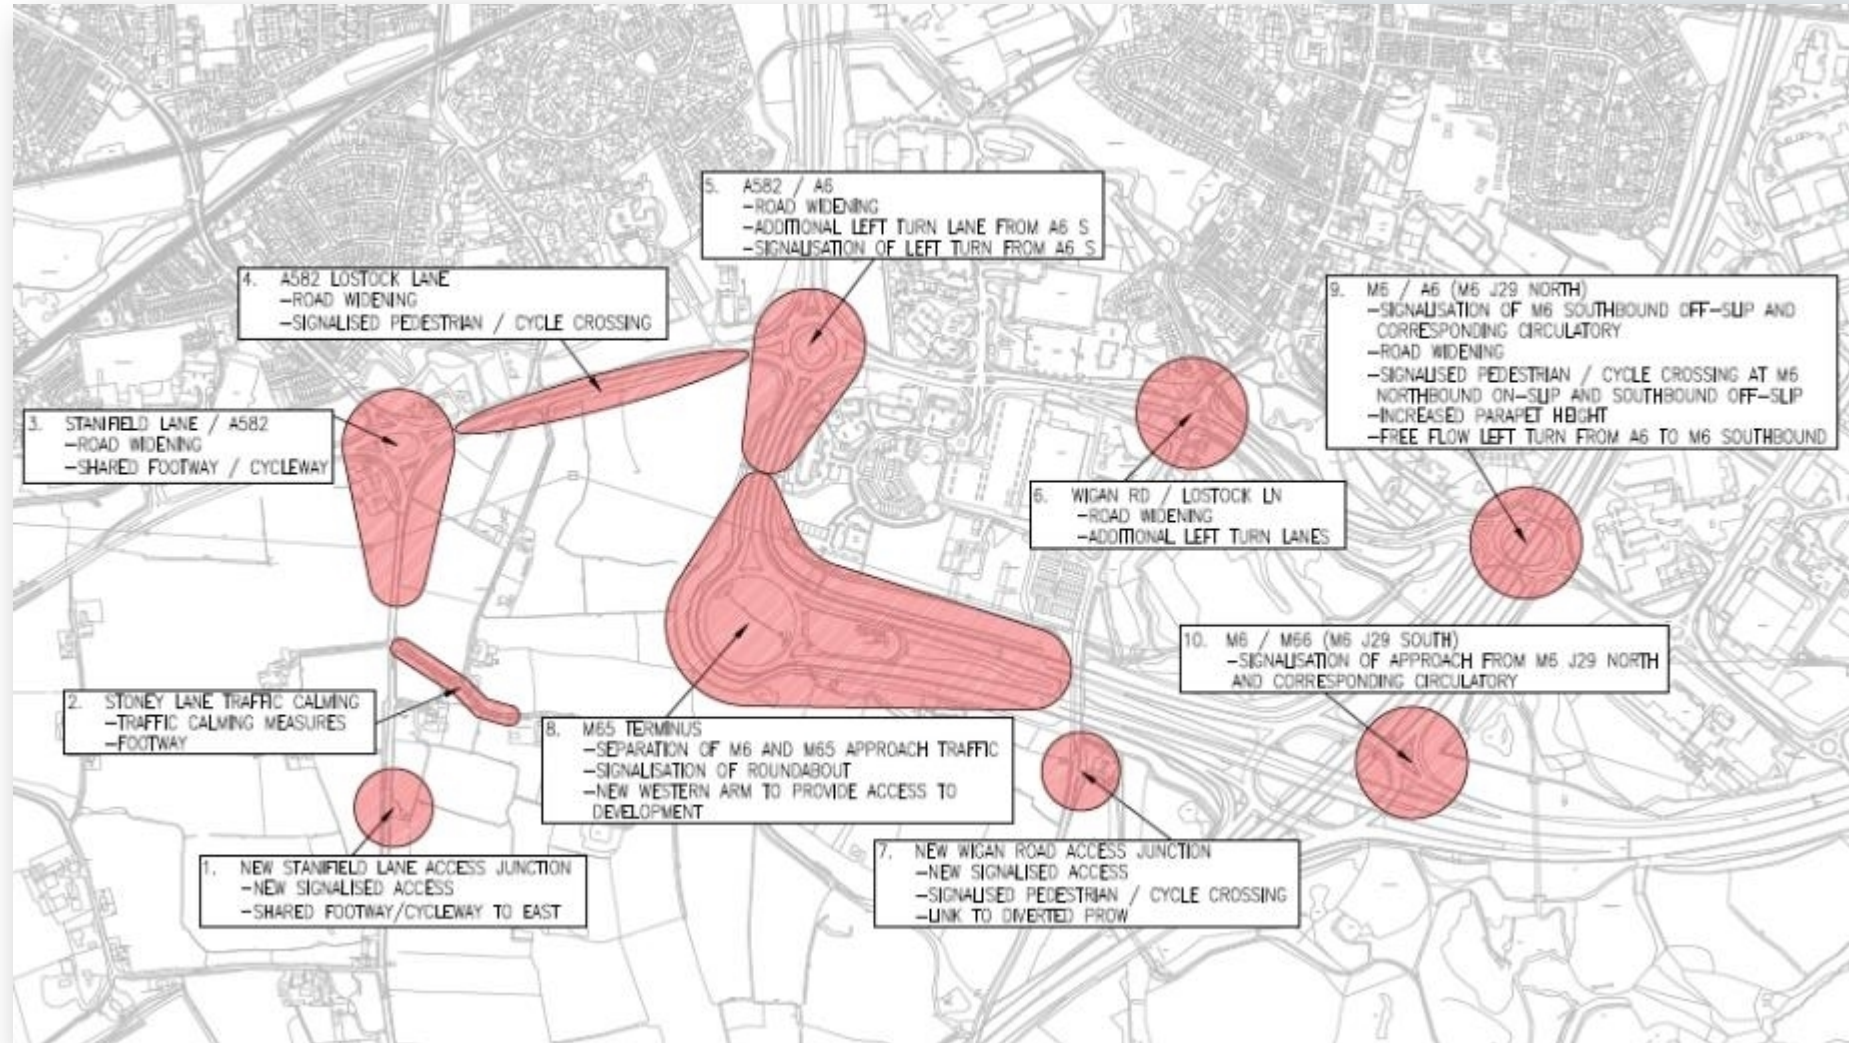 5. A582 / A6
-ROAD WIDENING
-ADDITIONAL LEFT TURN LANE FROM A6 S
-SIGNALISATION OF LEFT TURN FROM A6 S
4. A582 LOSTOCK LANE
-ROAD WIDENING
-SIGNALISED PEDESTRIAN / CYCLE CROSSING
9. M6 / A6 (M6 J29 NORTH)
-SIGNALISATION OF M6 SOUTHBOUND OFF-SLIP AND
CORRESPONDING CIRCULATORY
-ROAD WIDENING
-SIGNALISED PEDESTRIAN / CYCLE CROSSING AT M6
NORTHBOUND ON-SLIP AND SOUTHBOUND OFF-SLIP
-INCREASED PARAPET HEIGHT
-FREE FLOW LEFT TURN FROM A6 TO M6 SOUTHBOUND
3. STANIFIELD LANE / A582
-ROAD WIDENING
-SHARED FOOTWAY / CYCLEWAY
6. WIGAN RD / LOSTOCK LN
-ROAD WIDENING
-ADDITIONAL LEFT TURN LANES
10. M6 / M66 (M6 J29 SOUTH)
-SIGNALISATION OF APPROACH FROM M6 J29 NORTH
AND CORRESPONDING CIRCULATORY
2. STONEY LANE TRAFFIC CALMING
-TRAFFIC CALMING MEASURES
-FOOTWAY
8. M65 TERMINUS
-SEPARATION OF M6 AND M65 APPROACH TRAFFIC
-SIGNALISATION OF ROUNDABOUT
-NEW WESTERN ARM TO PROVIDE ACCESS TO
DEVELOPMENT
7. NEW WIGAN ROAD ACCESS JUNCTION
-NEW SIGNALISED ACCESS
-SIGNALISED PEDESTRIAN / CYCLE CROSSING
-LINK TO DIVERTED PROW
1. NEW STANIFIELD LANE ACCESS JUNCTION
-NEW SIGNALISED ACCESS
-SHARED FOOTWAY/CYCLEWAY TO EAST